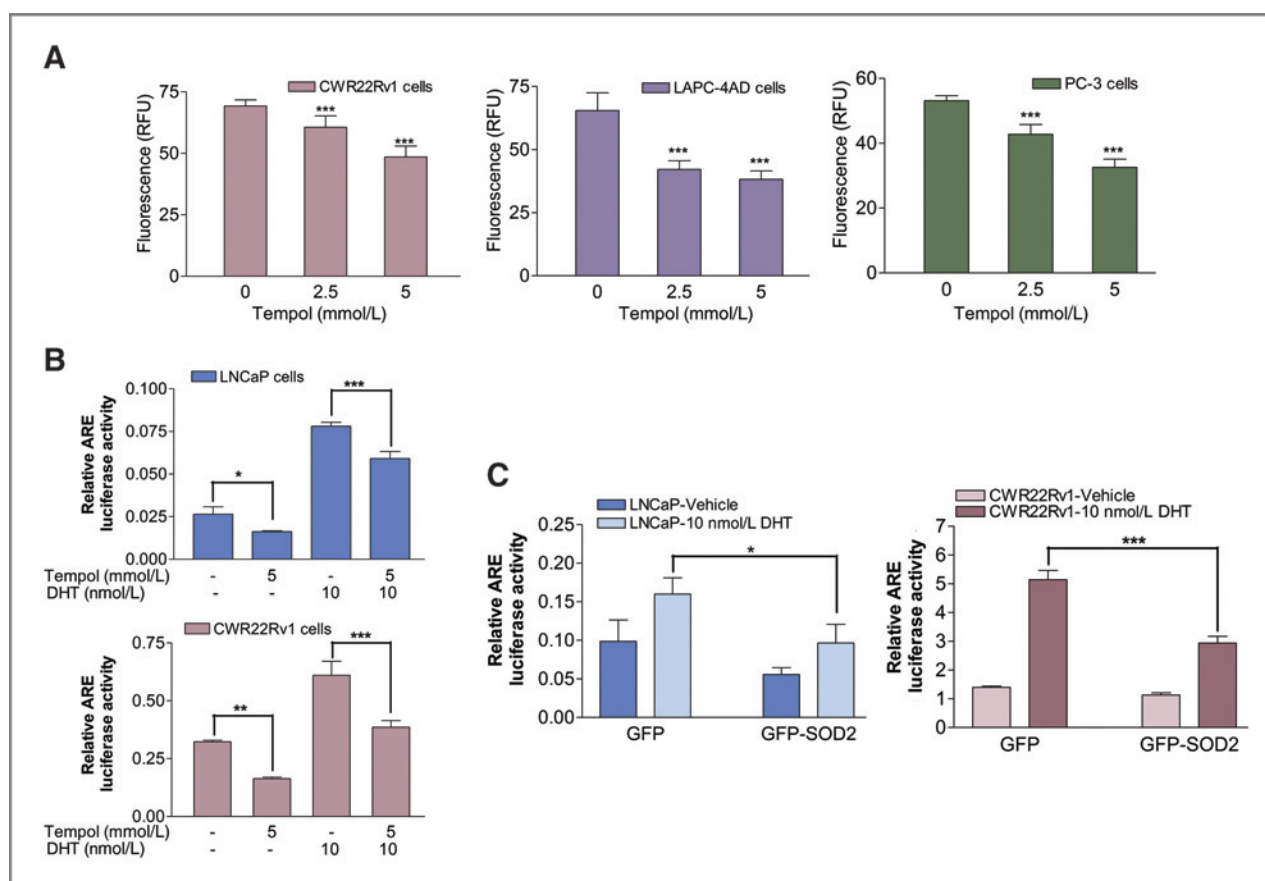 A
CWR22Rv1 cells
Fluorescence (RFU)
75
***
***
50
25
0
0 2.5 5
Tempol (mmol/L)
LAPC-4AD cells
Fluorescence (RFU)
75
*** ***
50
25
0
0 2.5 5
Tempol (mmol/L)
PC-3 cells
Fluorescence (RFU)
60
***
***
40
20
0
0 2.5 5
Tempol (mmol/L)
B
LNCaP cells
Relative ARE
luciferase activity
0.100
***
0.075
0.050
*
0.025
0.000
Tempol (mmol/L) - 5 - 5
DHT (nmol/L) - - 10 10
CWR22Rv1 cells
Relative ARE
luciferase activity
0.75
***
0.50
**
0.25
0.00
Tempol (mmol/L) - 5 - 5
DHT (nmol/L) - - 10 10
C
LNCaP-Vehicle
LNCaP-10 nmol/L DHT
Relative ARE
luciferase activity
0.25
*
0.20
0.15
0.10
0.05
0.00
GFP GFP-SOD2
CWR22Rv1-Vehicle
CWR22Rv1-10 nmol/L DHT
Relative ARE
luciferase activity
7
6
***
5
4
3
2
1
0
GFP GFP-SOD2